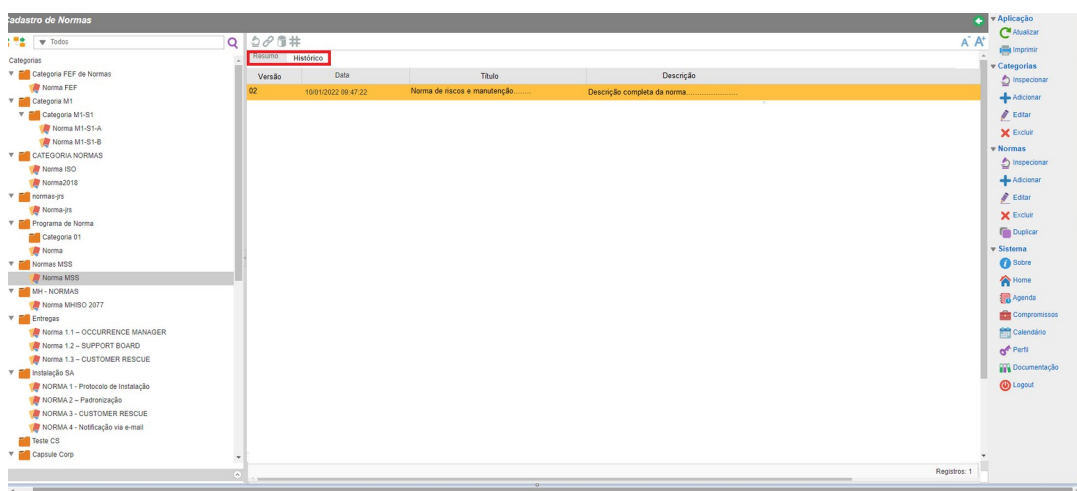 Cadastro de Normas
Todos
Categorias
Categoria FEF de Normas
Norma FEF
Categoria M1
Categoria M1-S1
Norma M1-S1-A
Norma M1-S1-B
CATEGORIA NORMAS
Norma ISO
Norma2018
normas-jrs
Norma-jrs
Programa de Norma
Categoria 01
Norma
Normas MSS
Norma MSS
MH - NORMAS
Norma MHISO 2077
Entregas
Norma 1.1 – OCCURRENCE MANAGER
Norma 1.2 – SUPPORT BOARD
Norma 1.3 – CUSTOMER RESCUE
Instalação SA
NORMA 1 - Protocolo de Instalação
NORMA 2 – Padronização
NORMA 3 - CUSTOMER RESCUE
NORMA 4 - Notificação via e-mail
Teste CS
Capsule Corp
A- A+
Resumo Histórico
Versão Data Título Descrição
02 10/01/2022 09:47:22 Norma de riscos e manutenção........ Descrição completa da norma......................
Registros: 1
Aplicação
Atualizar
Imprimir
Categorias
Inspecionar
Adicionar
Editar
Excluir
Normas
Inspecionar
Adicionar
Editar
Excluir
Duplicar
Sistema
Sobre
Home
Agenda
Compromissos
Calendário
Perfil
Documentação
Logout